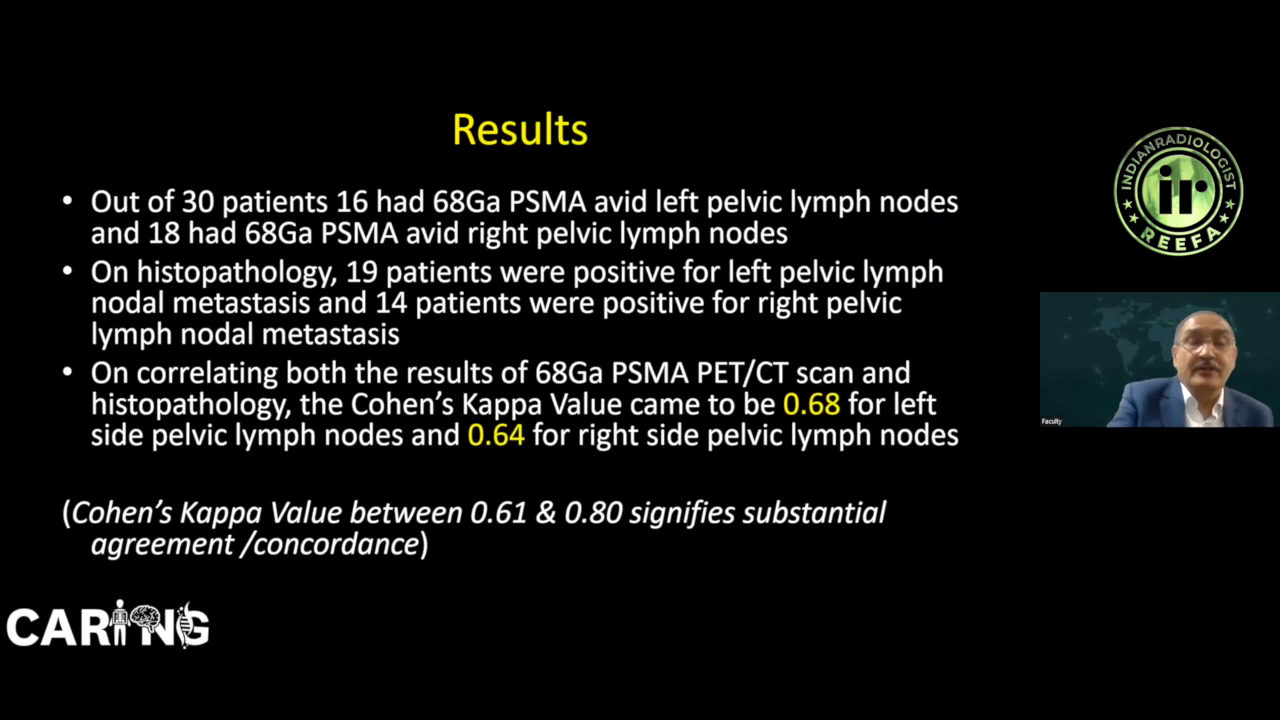 Results
• Out of 30 patients 16 had 68Ga PSMA avid left pelvic lymph nodes
and 18 had 68Ga PSMA avid right pelvic lymph nodes
• On histopathology, 19 patients were positive for left pelvic lymph
nodal metastasis and 14 patients were positive for right pelvic
lymph nodal metastasis
• On correlating both the results of 68Ga PSMA PET/CT scan and
histopathology, the Cohen’s Kappa Value came to be 0.68 for left
side pelvic lymph nodes and 0.64 for right side pelvic lymph nodes
(Cohen’s Kappa Value between 0.61 & 0.80 signifies substantial
agreement /concordance)
CARING
INDIANRADIOLOGIST
ir
REEFA
Faculty